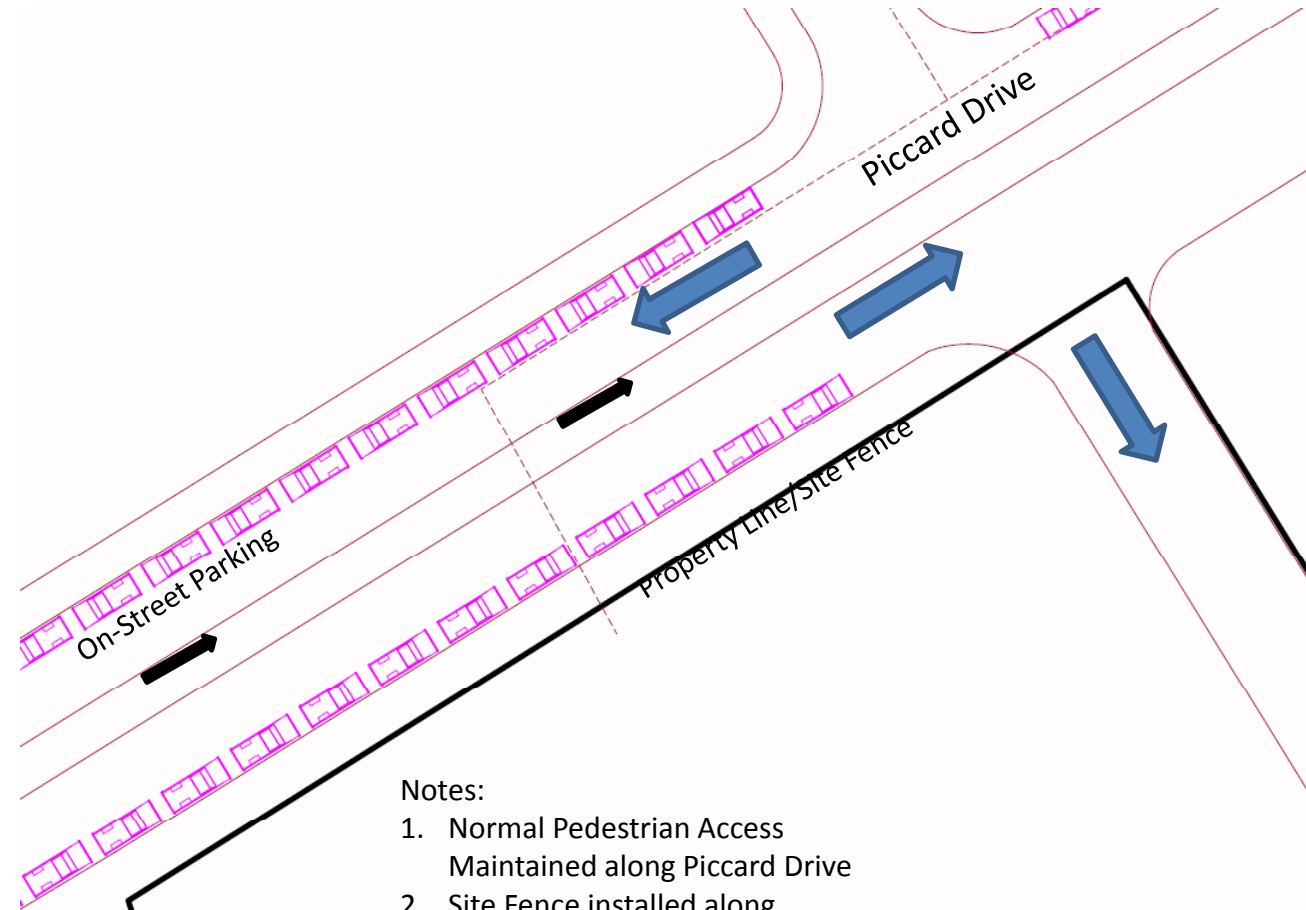 Piccard Drive
On-Street Parking
Property Line/Site Fence
Notes:
1. Normal Pedestrian Access
Maintained along Piccard Drive
2. Site Fence installed along